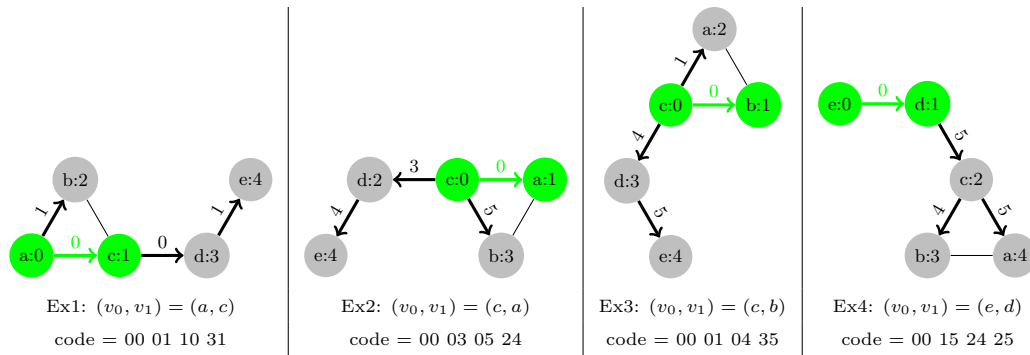 a:0
0
c:1
1
b:2
0
d:3
1
e:4
Ex1: (v₀, v₁) = (a, c)
code = 00 01 10 31
d:2
3
c:0
0
a:1
4
5
e:4
b:3
Ex2: (v₀, v₁) = (c, a)
code = 00 03 05 24
a:2
1
c:0
0
b:1
4
d:3
5
e:4
Ex3: (v₀, v₁) = (c, b)
code = 00 01 04 35
e:0
0
d:1
5
c:2
4
5
b:3
a:4
Ex4: (v₀, v₁) = (e, d)
code = 00 15 24 25